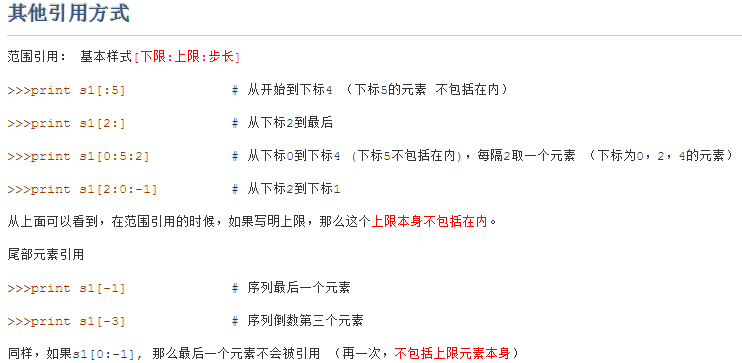 其他引用方式
范围引用： 基本样式[下限:上限:步长]
>>>print s1[:5]             # 从开始到下标4 （下标5的元素 不包括在内）
>>>print s1[2:]             # 从下标2到最后
>>>print s1[0:5:2]          # 从下标0到下标4 (下标5不包括在内)，每隔2取一个元素 （下标为0，2，4的元素）
>>>print s1[2:0:-1]         # 从下标2到下标1
从上面可以看到，在范围引用的时候，如果写明上限，那么这个上限本身不包括在内。
尾部元素引用
>>>print s1[-1]             # 序列最后一个元素
>>>print s1[-3]             # 序列倒数第三个元素
同样，如果s1[0:-1]， 那么最后一个元素不会被引用 （再一次，不包括上限元素本身）